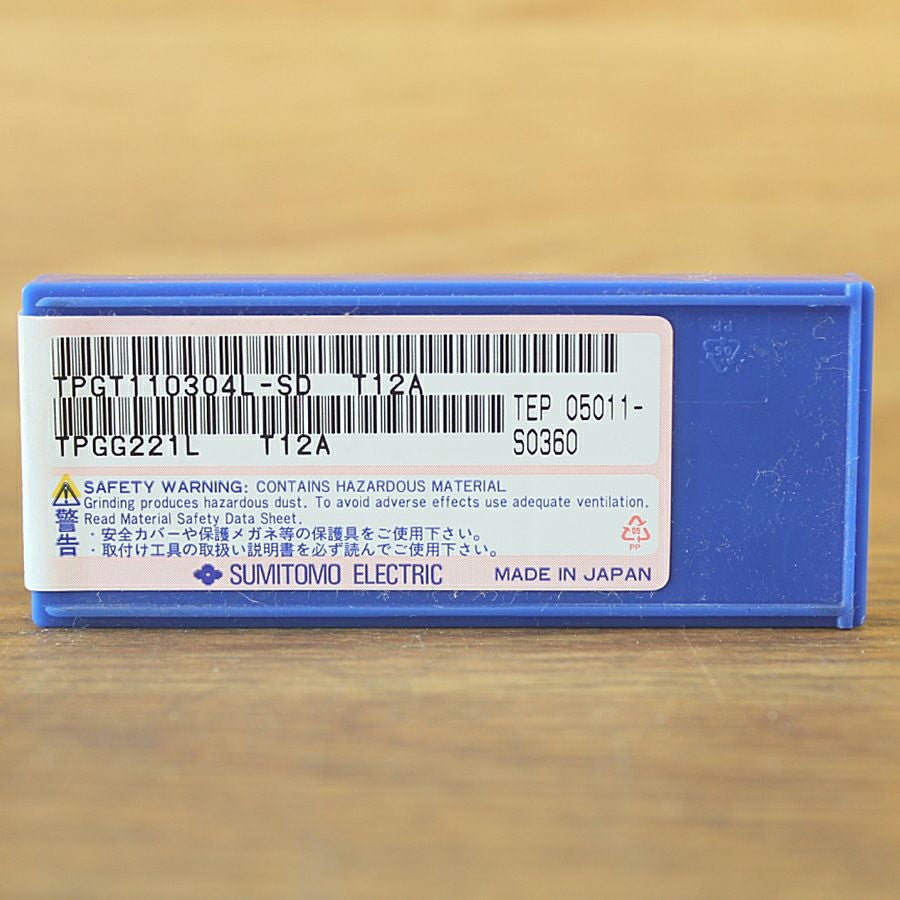 TPGT110304L-SD T12A
TPGG221L T12A
TEP 05011-
S0360
SAFETY WARNING: CONTAINS HAZARDOUS MATERIAL
Grinding produces hazardous dust. To avoid adverse effects use adequate ventilation.
Read Material Safety Data Sheet.
警告
・安全カバーや保護メガネ等の保護具をご使用下さい。
・取付け工具の取扱い説明書を必ず読んでご使用下さい。
05
PP
SUMITOMO ELECTRIC
MADE IN JAPAN
05
PP